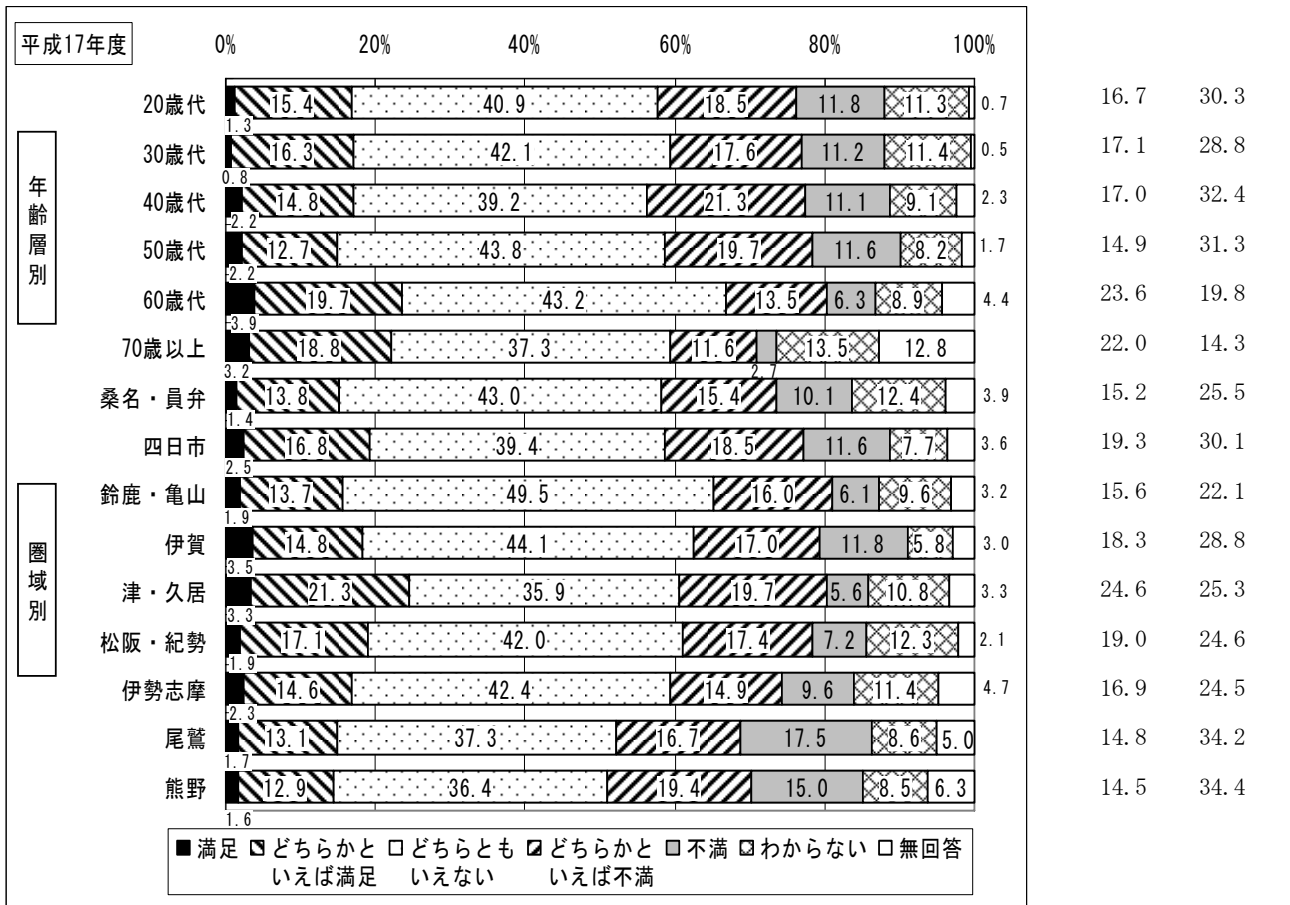 平成17年度
0% 20% 40% 60% 80% 100%
年齢層別
20歳代 1.3 15.4 40.9 18.5 11.8 11.3 0.7 16.7 30.3
30歳代 0.8 16.3 42.1 17.6 11.2 11.4 0.5 17.1 28.8
40歳代 2.2 14.8 39.2 21.3 11.1 9.1 2.3 17.0 32.4
50歳代 2.2 12.7 43.8 19.7 11.6 8.2 1.7 14.9 31.3
60歳代 3.9 19.7 43.2 13.5 6.3 8.9 4.4 23.6 19.8
70歳以上 3.2 18.8 37.3 11.6 2.7 13.5 12.8 22.0 14.3
圏域別
桑名・員弁 1.4 13.8 43.0 15.4 10.1 12.4 3.9 15.2 25.5
四日市 2.5 16.8 39.4 18.5 11.6 7.7 3.6 19.3 30.1
鈴鹿・亀山 1.9 13.7 49.5 16.0 6.1 9.6 3.2 15.6 22.1
伊賀 3.5 14.8 44.1 17.0 11.8 5.8 3.0 18.3 28.8
津・久居 3.3 21.3 35.9 19.7 5.6 10.8 3.3 24.6 25.3
松阪・紀勢 1.9 17.1 42.0 17.4 7.2 12.3 2.1 19.0 24.6
伊勢志摩 2.3 14.6 42.4 14.9 9.6 11.4 4.7 16.9 24.5
尾鷲 1.7 13.1 37.3 16.7 17.5 8.6 5.0 14.8 34.2
熊野 1.6 12.9 36.4 19.4 15.0 8.5 6.3 14.5 34.4
満足 どちらかといえば満足 どちらともいえない どちらかといえば不満 不満 わからない 無回答